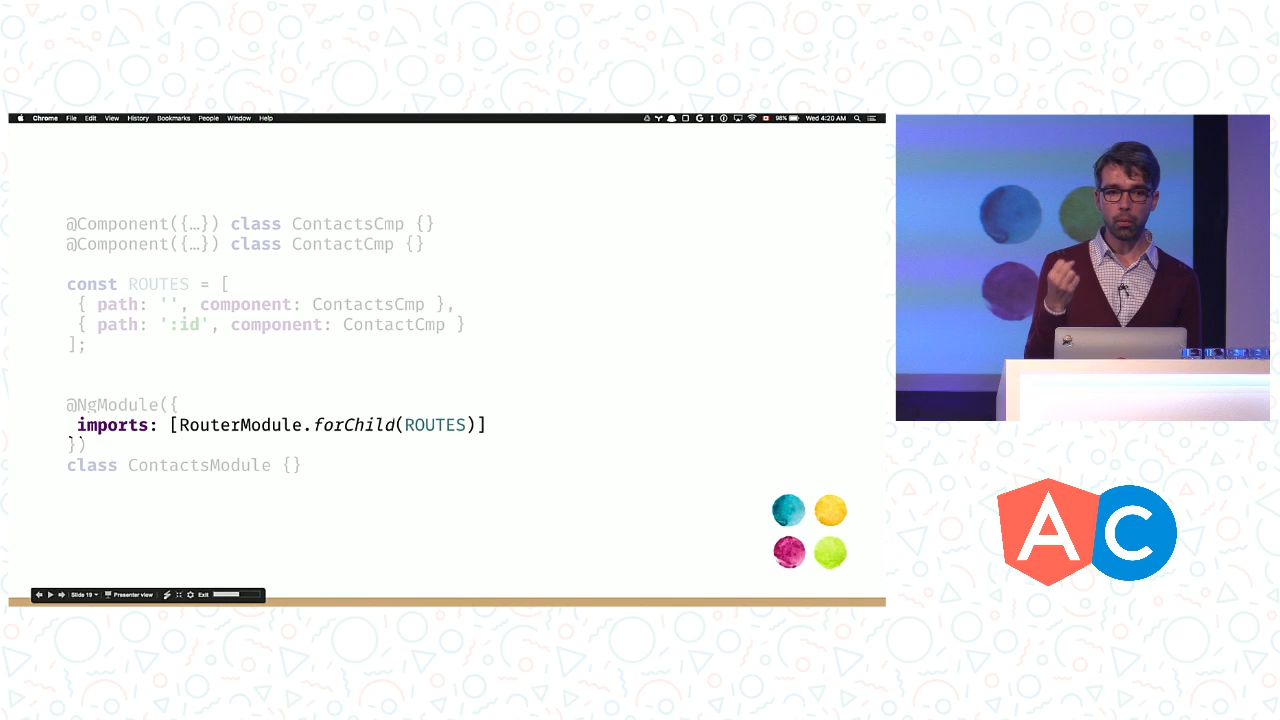 Chrome File Edit View History Bookmarks People Window Help
98% Wed 4:20 AM
@Component({…}) class ContactsCmp {}
@Component({…}) class ContactCmp {}
const ROUTES = [
{ path: '', component: ContactsCmp },
{ path: ':id', component: ContactCmp }
];
@NgModule({
imports: [RouterModule.forChild(ROUTES)]
})
class ContactsModule {}
Slide 19 Presenter view Exit
AC